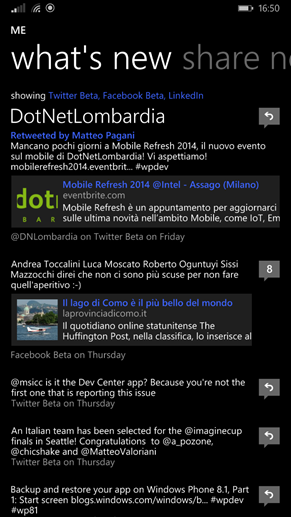 16:50
ME
what's new share ne
showing Twitter Beta, Facebook Beta, LinkedIn
DotNetLombardia
Retweeted by Matteo Pagani
Mancano pochi giorni a Mobile Refresh 2014, il nuovo evento
sul mobile di DotNetLombardia! Vi aspettiamo!
mobilerefresh2014.eventbrit... #wpdev
dotn
BAR
Mobile Refresh 2014 @Intel - Assago (Milano)
eventbrite.com
Mobile Refresh è un appuntamento per aggiornarci
sulle ultima novità nell'ambito Mobile, come IoT, Em
@DNLombardia on Twitter Beta on Friday
Andrea Toccalini Luca Moscato Roberto Oguntuyi Sissi
Mazzocchi direi che non ci sono più scuse per non fare
quell'aperitivo :-)
8
Il lago di Como è il più bello del mondo
laprovinciadicomo.it
Il quotidiano online statunitense The
Huffington Post, nella classifica, lo inserisce al
Facebook Beta on Thursday
@msicc is it the Dev Center app? Because you're not the
first one that is reporting this issue
Twitter Beta on Thursday
An Italian team has been selected for the @imaginecup
finals in Seattle! Congratulations to @a_pozone,
@chicshake and @MatteoValoriani
Twitter Beta on Thursday
Backup and restore your app on Windows Phone 8.1, Part
1: Start screen blogs.windows.com/windows/b... #wpdev
#wp81